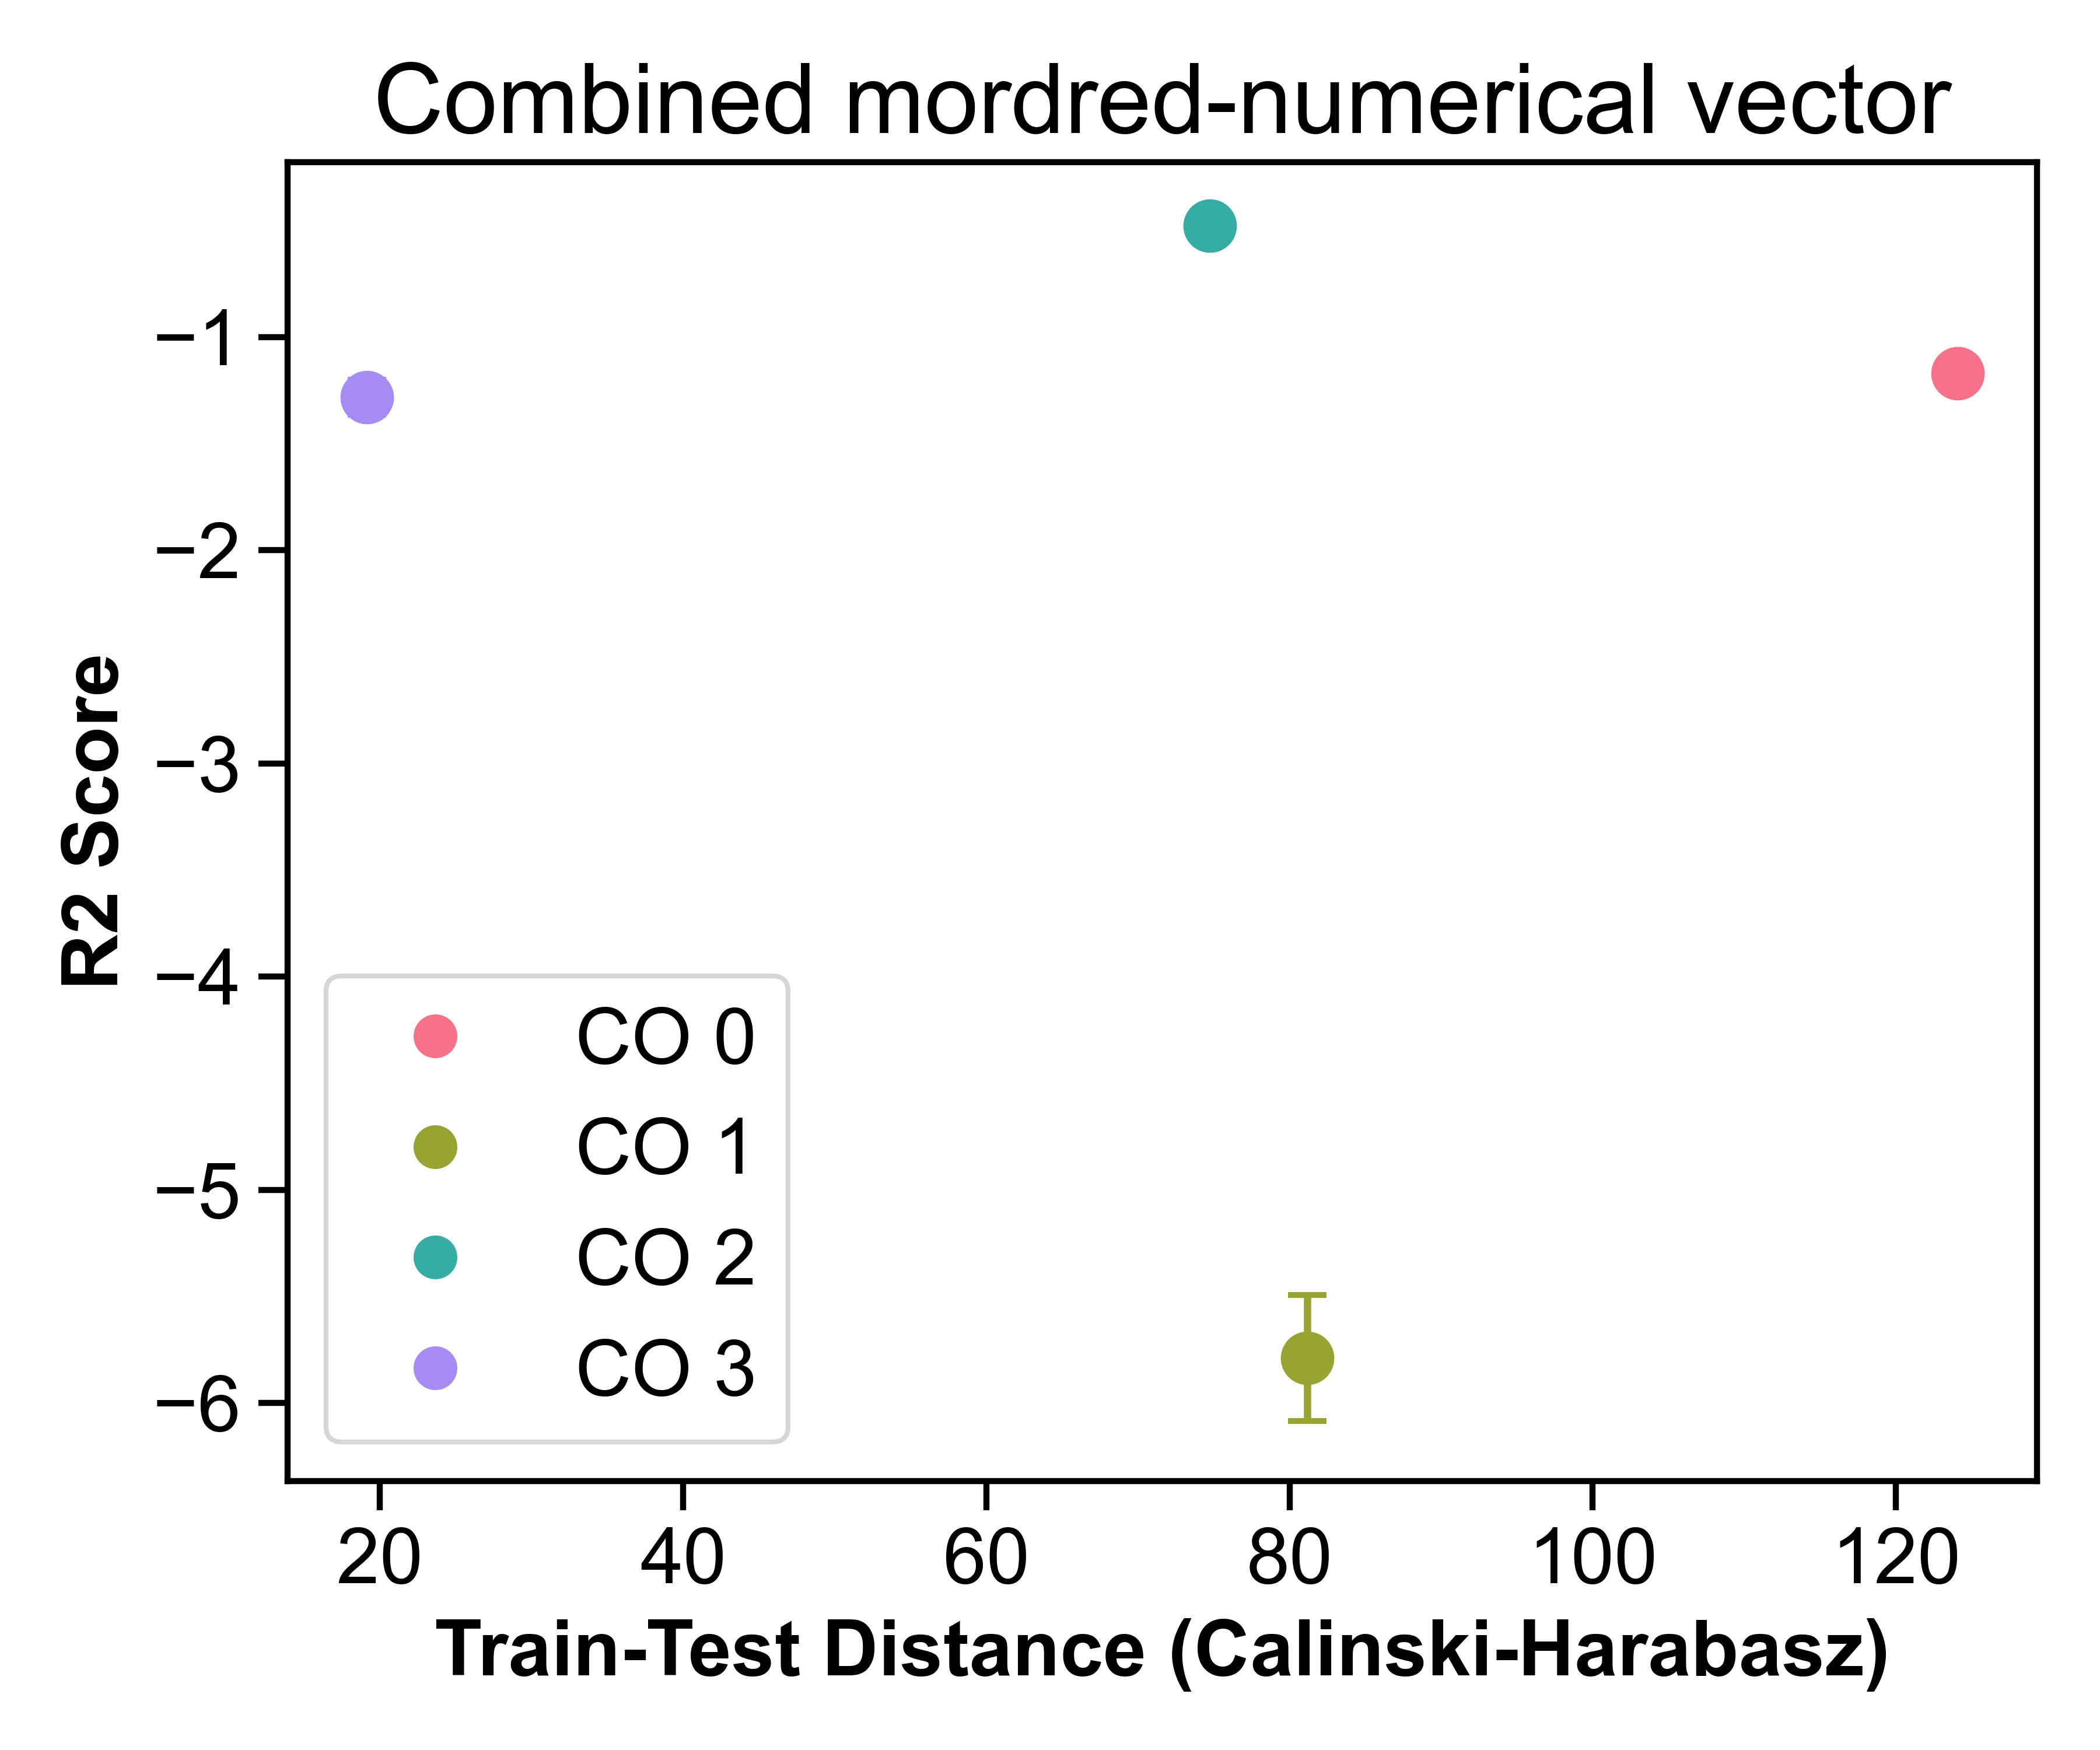 Combined mordred-numerical vector
R2 Score
−1
−2
−3
−4
−5
−6
CO 0
CO 1
CO 2
CO 3
20 40 60 80 100 120
Train-Test Distance (Calinski-Harabasz)